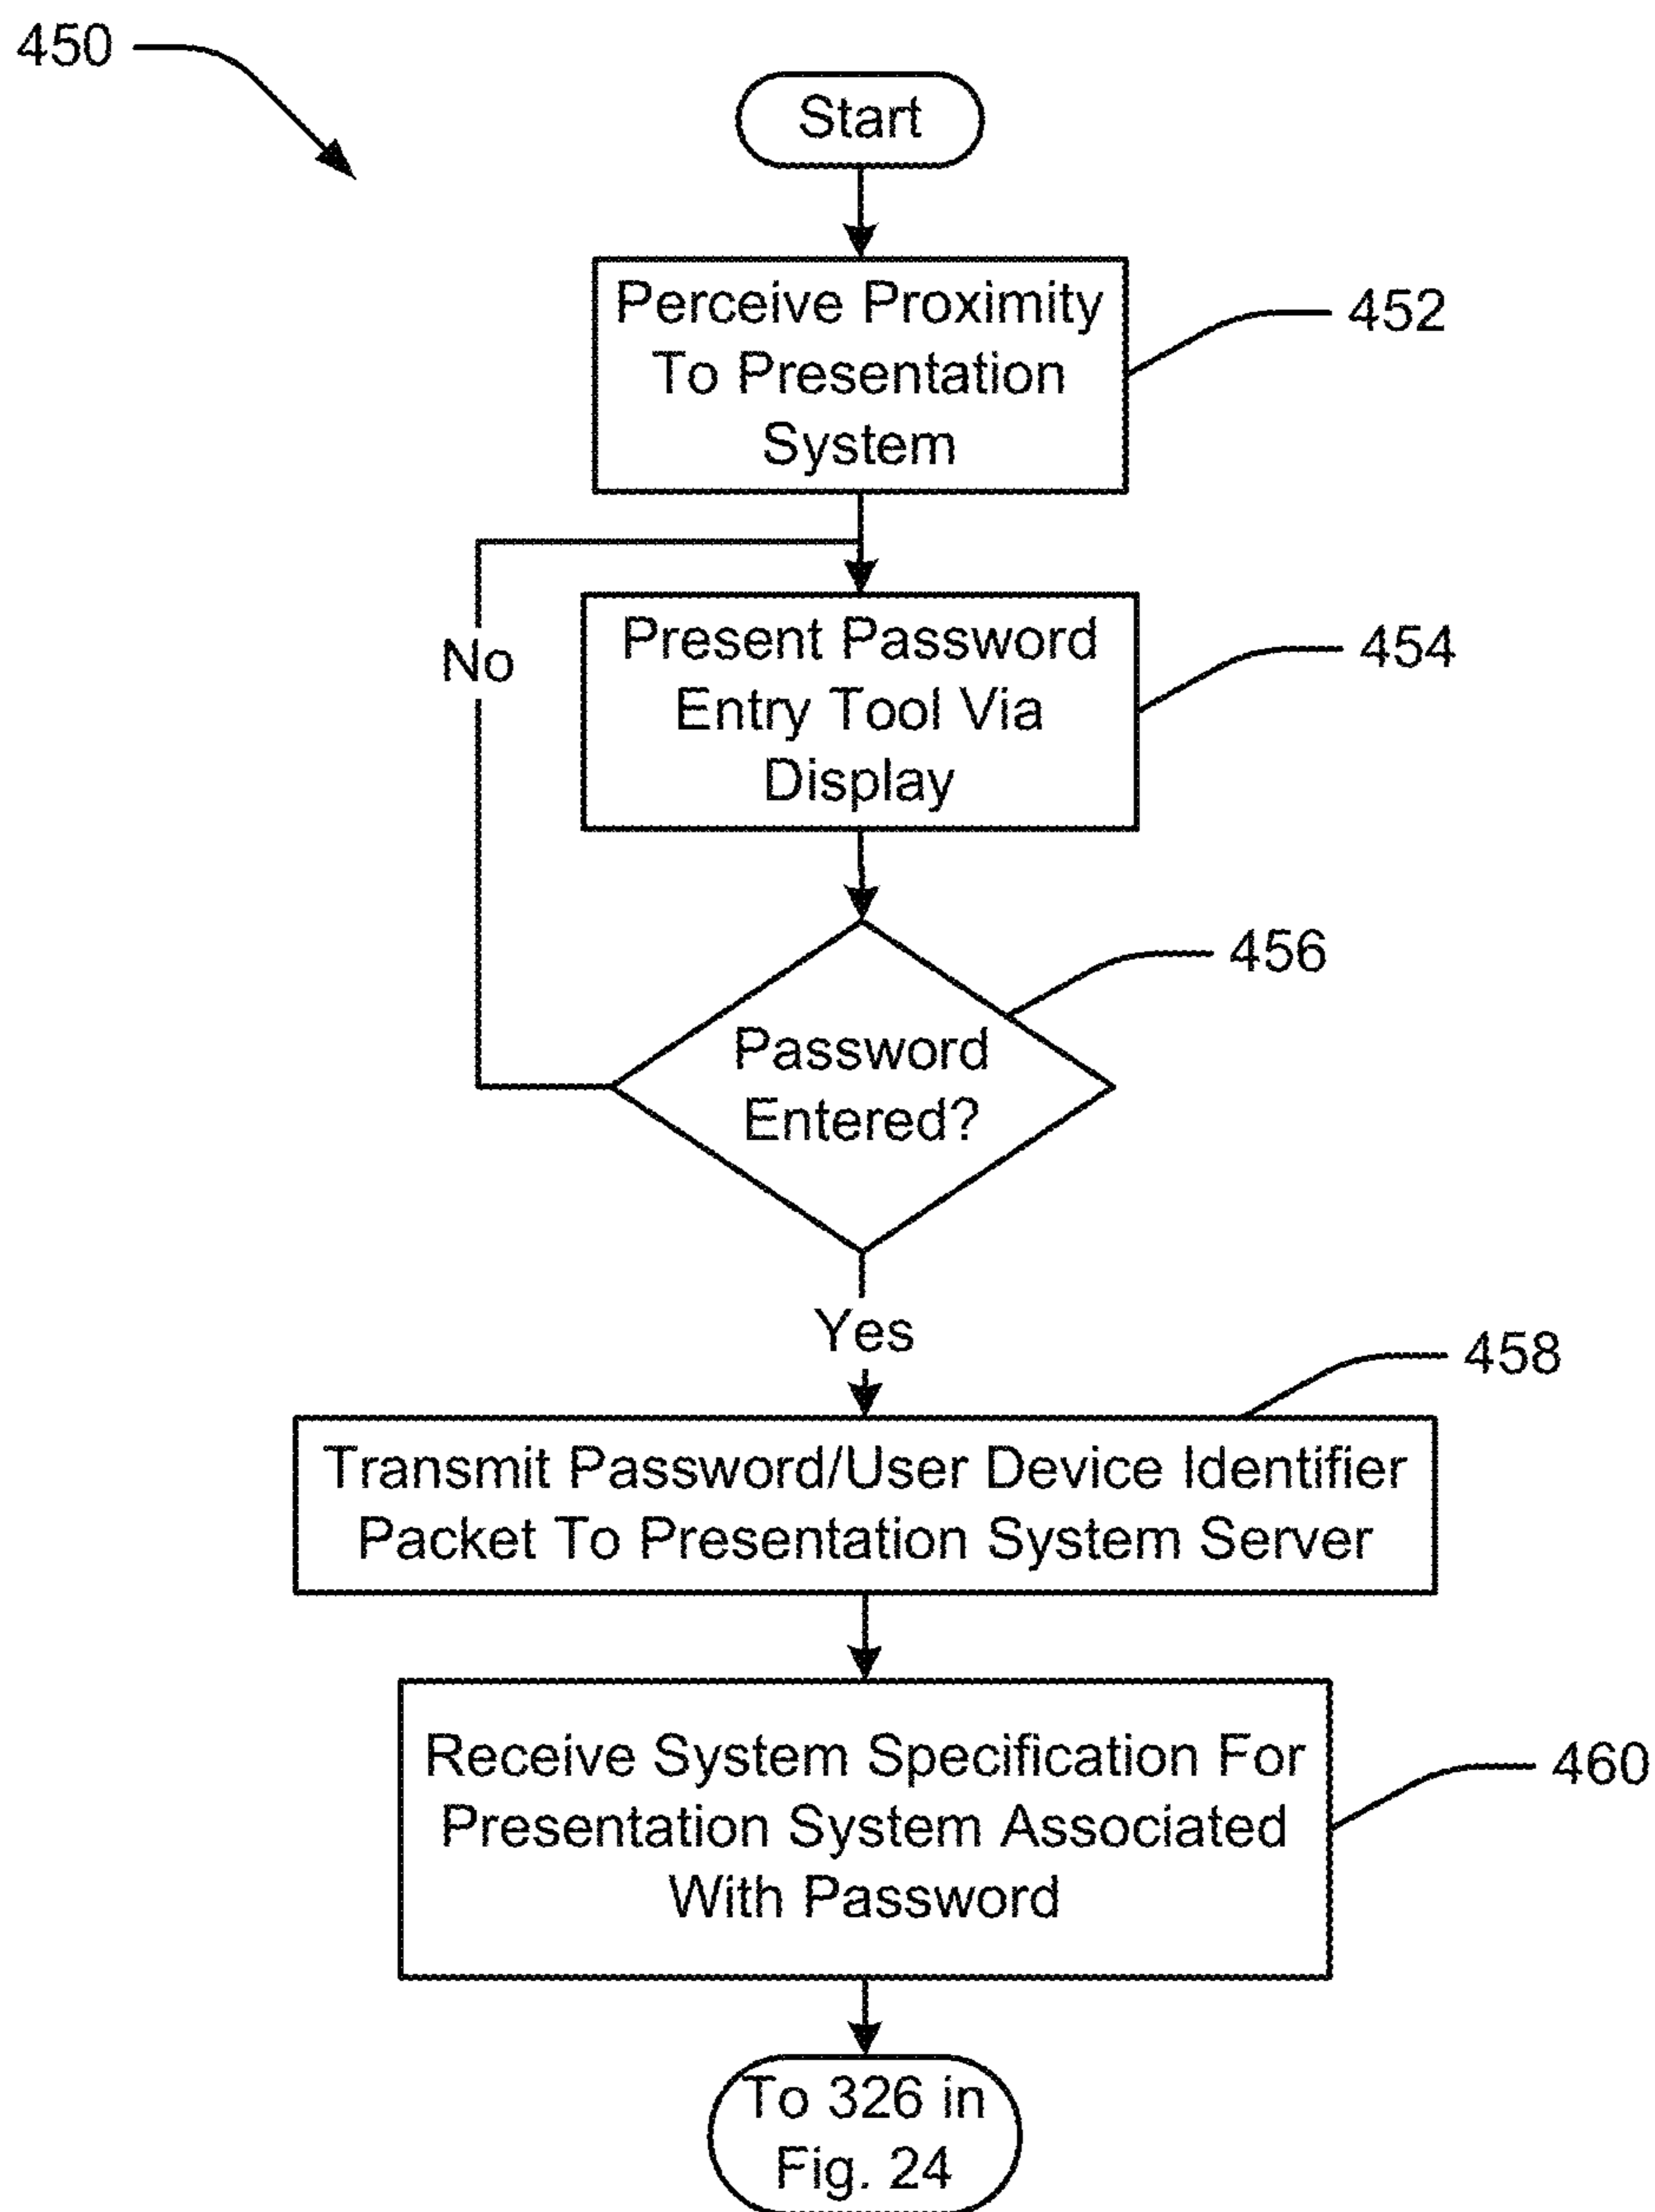 450
Start
Perceive Proximity
To Presentation
System
452
Present Password
Entry Tool Via
Display
454
No
Password
Entered?
456
Yes
458
Transmit Password/User Device Identifier
Packet To Presentation System Server
Receive System Specification For
Presentation System Associated
With Password
460
To 326 in
Fig. 24